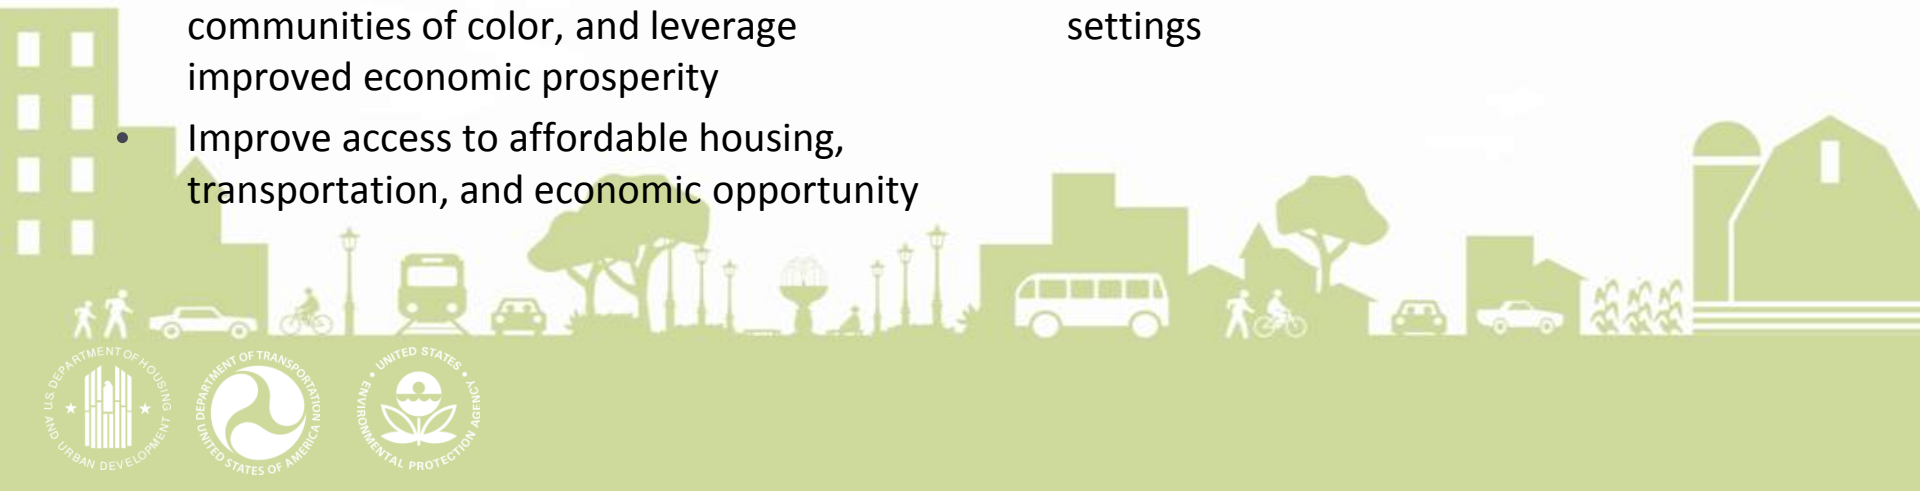 communities of color, and leverage
improved economic prosperity
• Improve access to affordable housing,
transportation, and economic opportunity
settings
U.S. DEPARTMENT OF HOUSING AND URBAN DEVELOPMENT
DEPARTMENT OF TRANSPORTATION
UNITED STATES OF AMERICA
UNITED STATES
ENVIRONMENTAL PROTECTION AGENCY